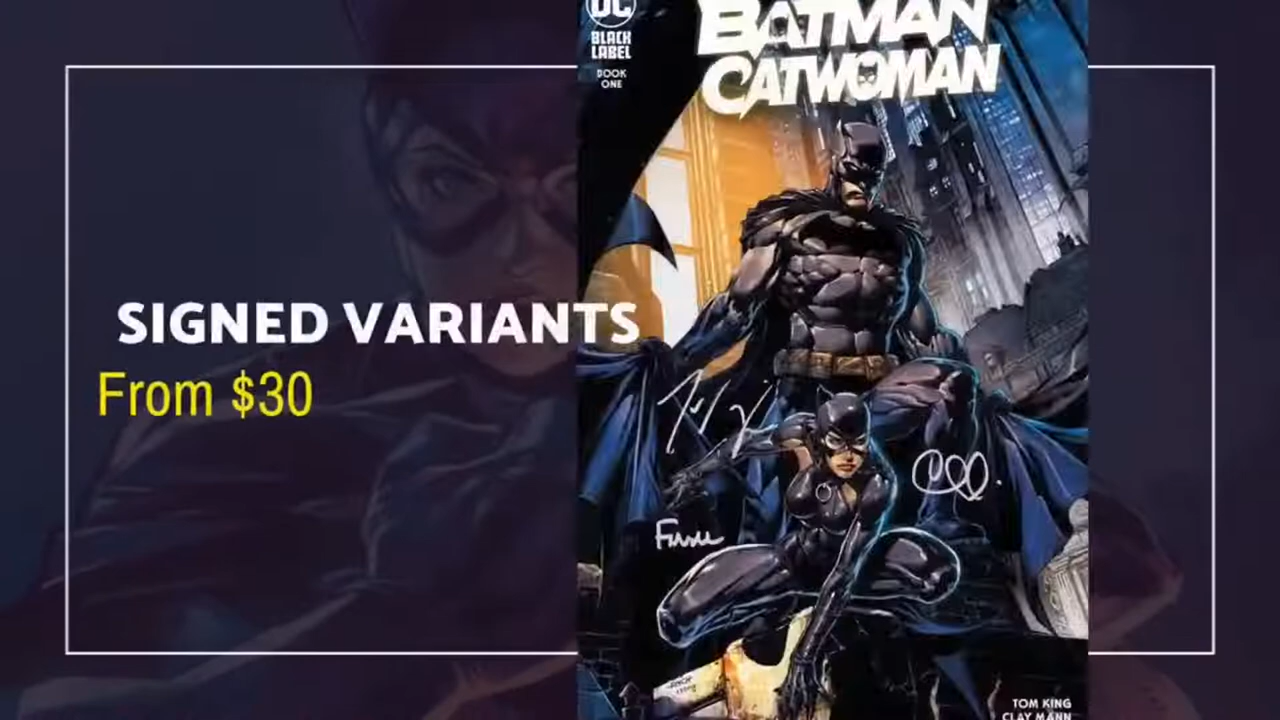 DC
BLACK
LABEL
BOOK
ONE
BATMAN
CATWOMAN
SIGNED VARIANTS
From $30
TOM KING
CLAY MANN